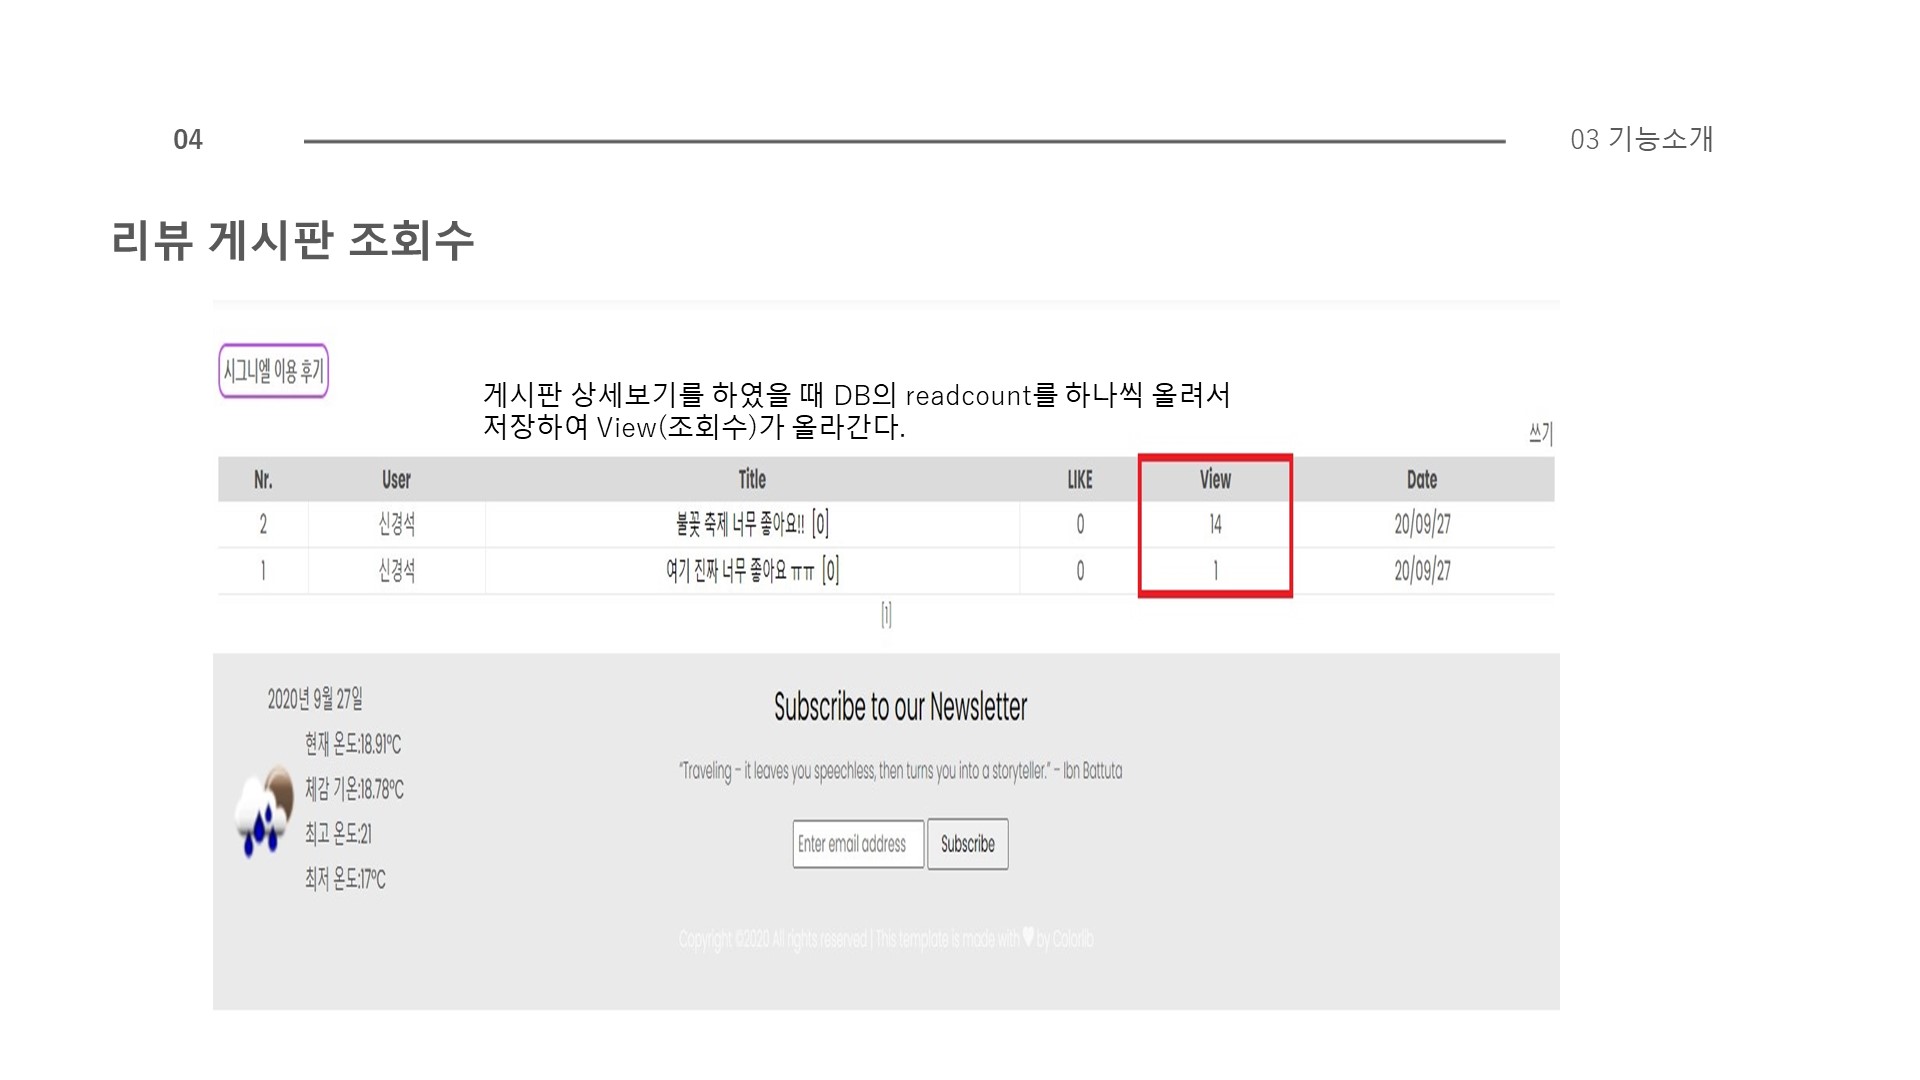 04
03 기능소개
리뷰 게시판 조회수
시그니엘 이용 후기
게시판 상세보기를 하였을 때 DB의 readcount를 하나씩 올려서
저장하여 View(조회수)가 올라간다.
쓰기
Nr. User Title LIKE View Date
2 신경석 불꽃 축제 너무 좋아요!! [0] 0 14 20/09/27
1 신경석 여기 진짜 너무 좋아요 ㅠㅠ [0] 0 1 20/09/27
[1]
2020년 9월 27일
현재 온도:18.91ºC
체감 기온:18.78ºC
최고 온도:21
최저 온도:17ºC
Subscribe to our Newsletter
“Traveling – it leaves you speechless, then turns you into a storyteller.” – Ibn Battuta
Enter email address Subscribe
Copyright ©2020 All rights reserved | This template is made with ♥ by Colorlib